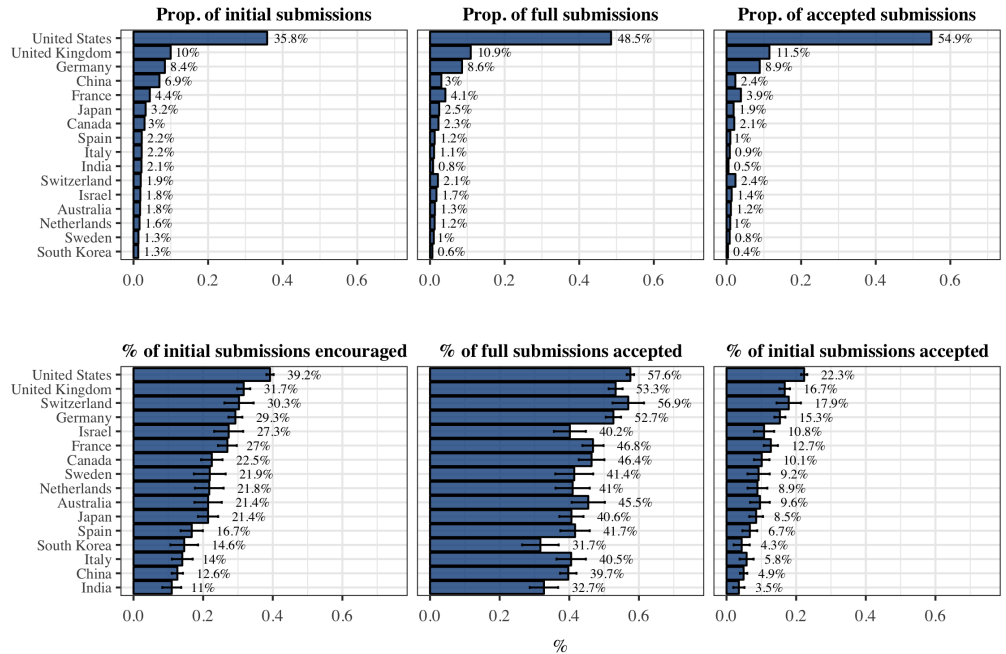 Prop. of initial submissions Prop. of full submissions Prop. of accepted submissions
United States 35.8% 48.5% 54.9%
United Kingdom 10% 10.9% 11.5%
Germany 8.4% 8.6% 8.9%
China 6.9% 3% 2.4%
France 4.4% 4.1% 3.9%
Japan 3.2% 2.5% 1.9%
Canada 3% 2.3% 2.1%
Spain 2.2% 1.2% 1%
Italy 2.2% 1.1% 0.9%
India 2.1% 0.8% 0.5%
Switzerland 1.9% 2.1% 2.4%
Israel 1.8% 1.7% 1.4%
Australia 1.8% 1.3% 1.2%
Netherlands 1.6% 1.2% 1%
Sweden 1.3% 1% 0.8%
South Korea 1.3% 0.6% 0.4%
0.0 0.2 0.4 0.6 0.0 0.2 0.4 0.6 0.0 0.2 0.4 0.6
% of initial submissions encouraged % of full submissions accepted % of initial submissions accepted
United States 39.2% 57.6% 22.3%
United Kingdom 31.7% 53.3% 16.7%
Switzerland 30.3% 56.9% 17.9%
Germany 29.3% 52.7% 15.3%
Israel 27.3% 40.2% 10.8%
France 27% 46.8% 12.7%
Canada 22.5% 46.4% 10.1%
Sweden 21.9% 41.4% 9.2%
Netherlands 21.8% 41% 8.9%
Australia 21.4% 45.5% 9.6%
Japan 21.4% 40.6% 8.5%
Spain 16.7% 41.7% 6.7%
South Korea 14.6% 31.7% 4.3%
Italy 14% 40.5% 5.8%
China 12.6% 39.7% 4.9%
India 11% 32.7% 3.5%
0.0 0.2 0.4 0.6 0.0 0.2 0.4 0.6 0.0 0.2 0.4 0.6
%